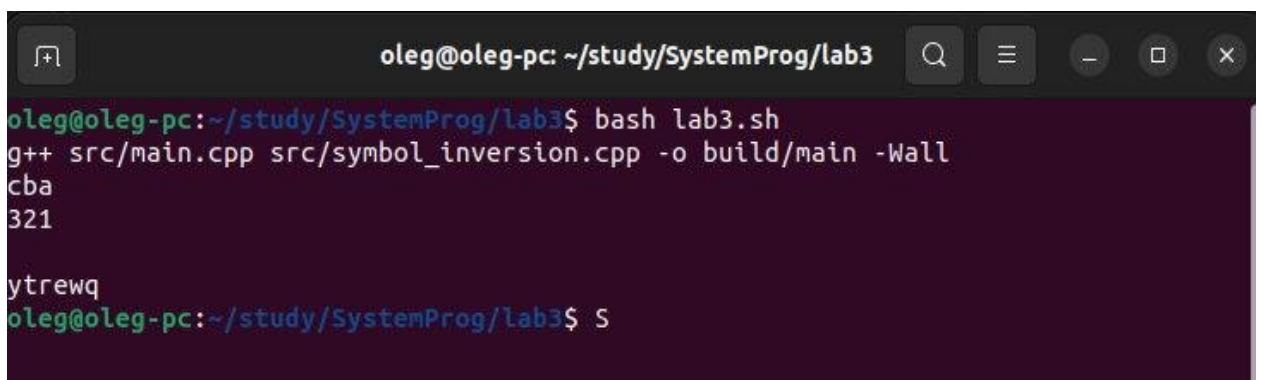 oleg@oleg-pc: ~/study/SystemProg/lab3
oleg@oleg-pc:~/study/SystemProg/lab3$ bash lab3.sh
g++ src/main.cpp src/symbol_inversion.cpp -o build/main -Wall
cba
321

ytrewq
oleg@oleg-pc:~/study/SystemProg/lab3$ S